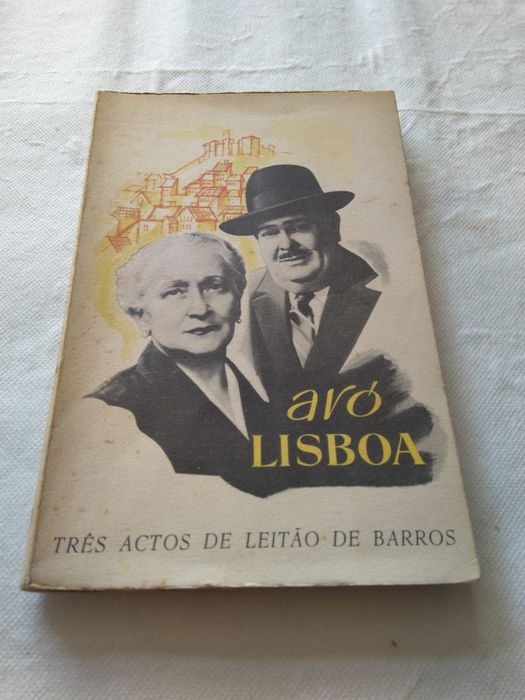 avó
LISBOA
TRÊS ACTOS DE LEITÃO DE BARROS